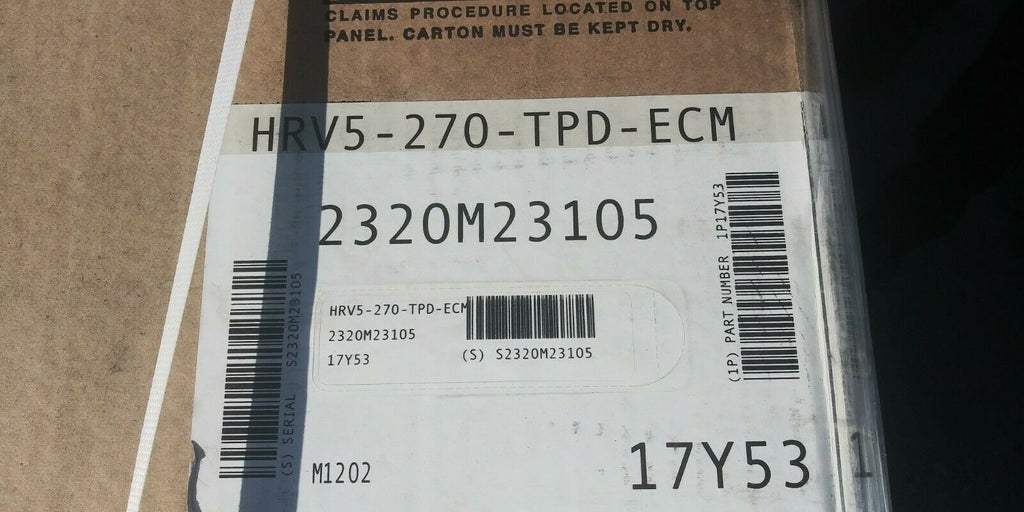 CLAIMS PROCEDURE LOCATED ON TOP
PANEL. CARTON MUST BE KEPT DRY.
HRV5-270-TPD-ECM
2320M23105
(S) SERIAL S2320M23105
HRV5-270-TPD-ECM
2320M23105
17Y53
(S) S2320M23105
(1P) PART NUMBER 1P17Y53
M1202
17Y53
1